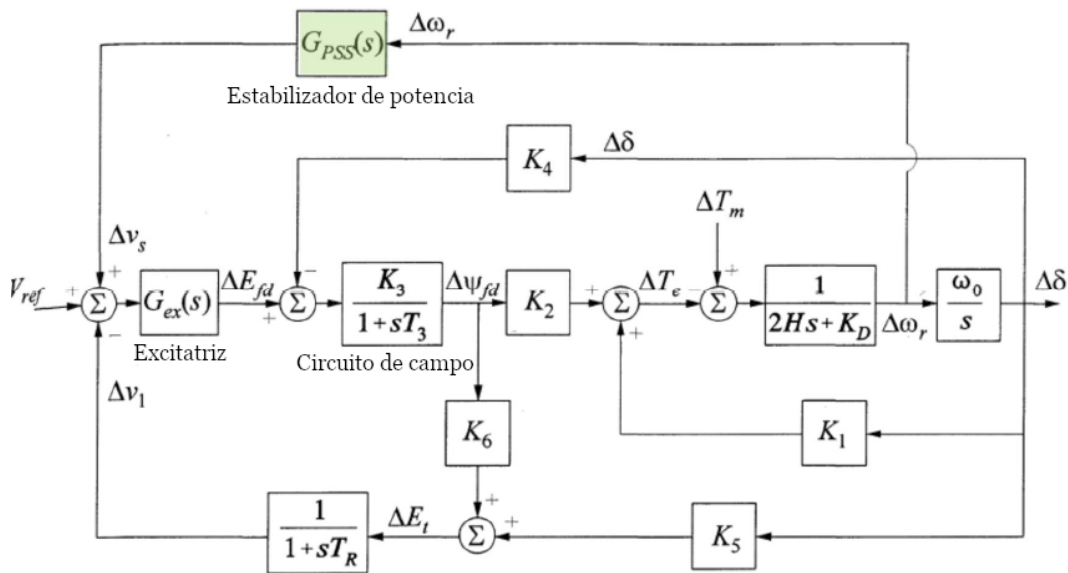 G_PSS(s)
Δω_r
Estabilizador de potencia
K_4
Δδ
ΔT_m
Δv_s
V_ref
+
+
−
Σ
G_ex(s)
Excitatriz
ΔE_fd
−
+
Σ
K_3
1+sT_3
Circuito de campo
Δψ_fd
K_2
+
+
Σ
ΔT_e
−
+
Σ
1
2Hs+K_D
Δω_r
ω_0
s
Δδ
Δv_1
K_6
K_1
1
1+sT_R
ΔE_t
+
+
Σ
K_5